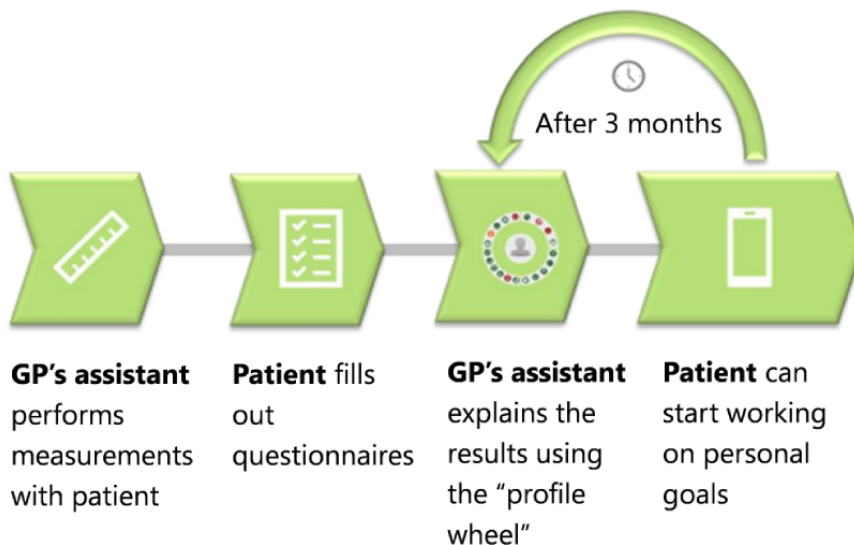 After 3 months
GP's assistant
performs
measurements
with patient
Patient fills
out
questionnaires
GP's assistant
explains the
results using
the “profile
wheel”
Patient can
start working
on personal
goals